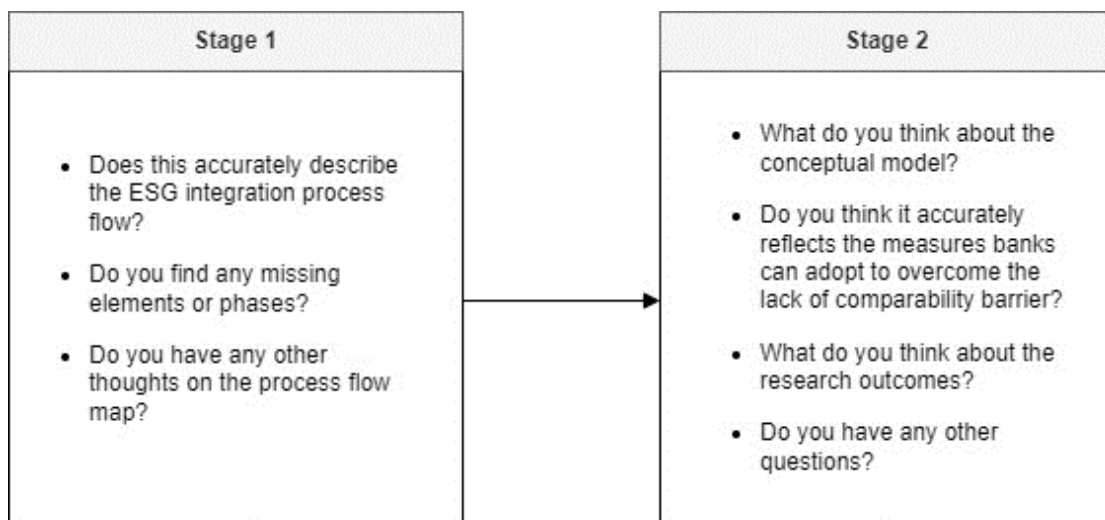 Stage 1
• Does this accurately describe
the ESG integration process
flow?
• Do you find any missing
elements or phases?
• Do you have any other
thoughts on the process flow
map?
Stage 2
• What do you think about the
conceptual model?
• Do you think it accurately
reflects the measures banks
can adopt to overcome the
lack of comparability barrier?
• What do you think about the
research outcomes?
• Do you have any other
questions?